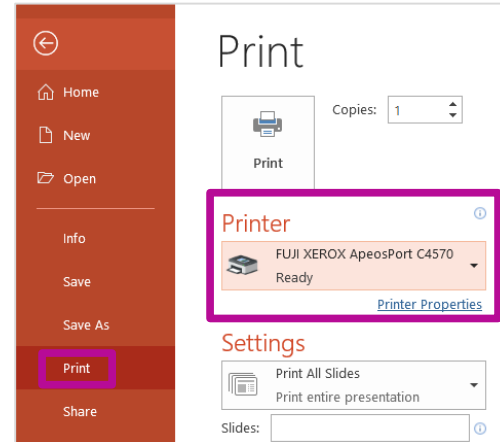 Home
New
Open
Info
Save
Save As
Print
Share
Print
Print
Copies: 1
Printer
FUJI XEROX ApeosPort C4570
Ready
Printer Properties
Settings
Print All Slides
Print entire presentation
Slides: